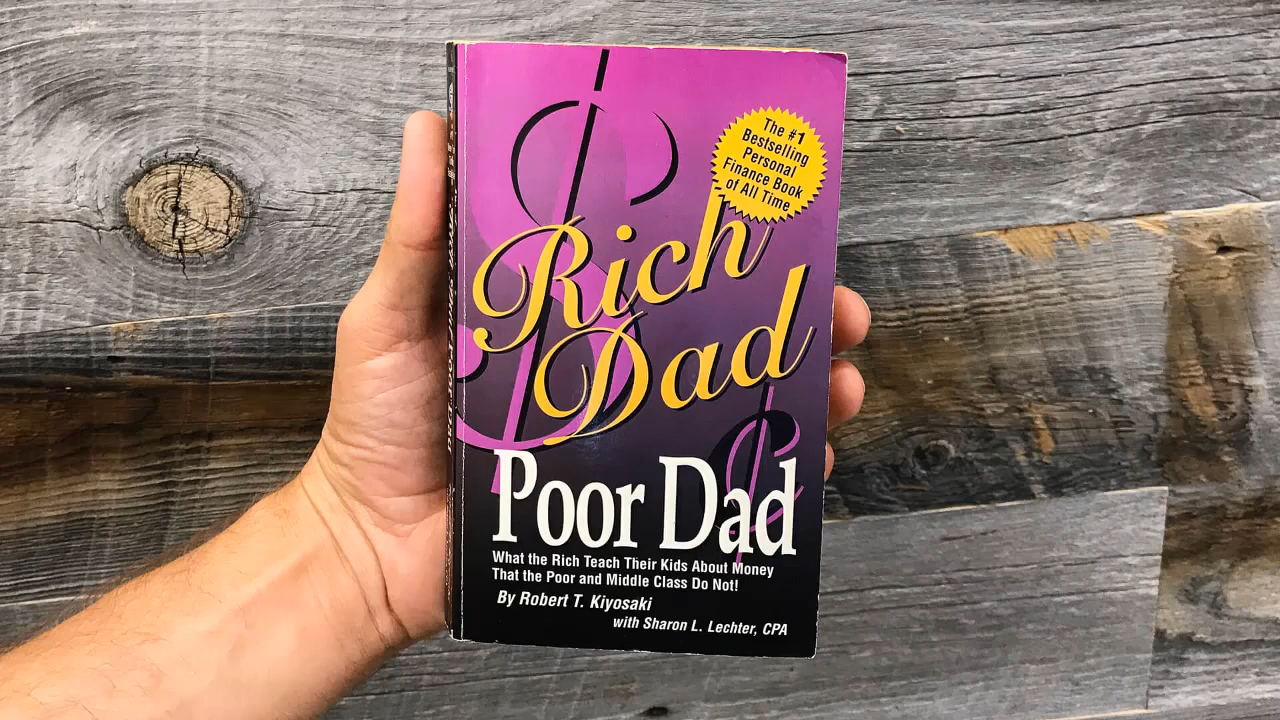 The #1
Bestselling
Personal
Finance Book
of All Time
Rich
Dad
Poor Dad
What the Rich Teach Their Kids About Money
That the Poor and Middle Class Do Not!
By Robert T. Kiyosaki
with Sharon L. Lechter, CPA